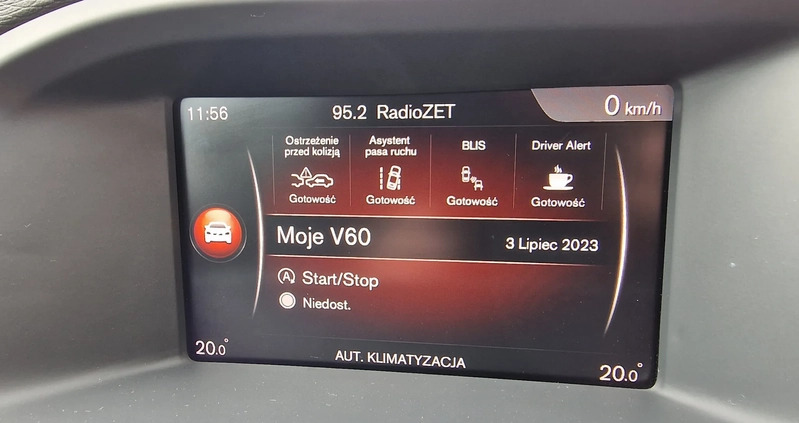 11:56
95.2 RadioZET
0 km/h
Ostrzeżenie
przed kolizją
Gotowość
Asystent
pasa ruchu
Gotowość
BLIS
Gotowość
Driver Alert
Gotowość
Moje V60
3 Lipiec 2023
A Start/Stop
Niedost.
20.0°
AUT. KLIMATYZACJA
20.0°